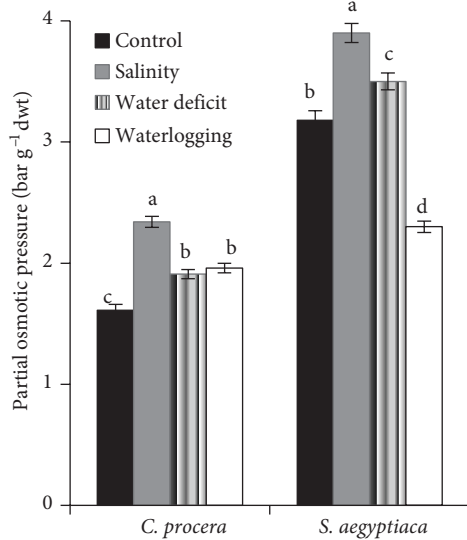 Partial osmotic pressure (bar g⁻¹ dwt)
4
3
2
1
0
Control
Salinity
Water deficit
Waterlogging
c
a
b
b
b
a
c
d
C. procera
S. aegyptiaca